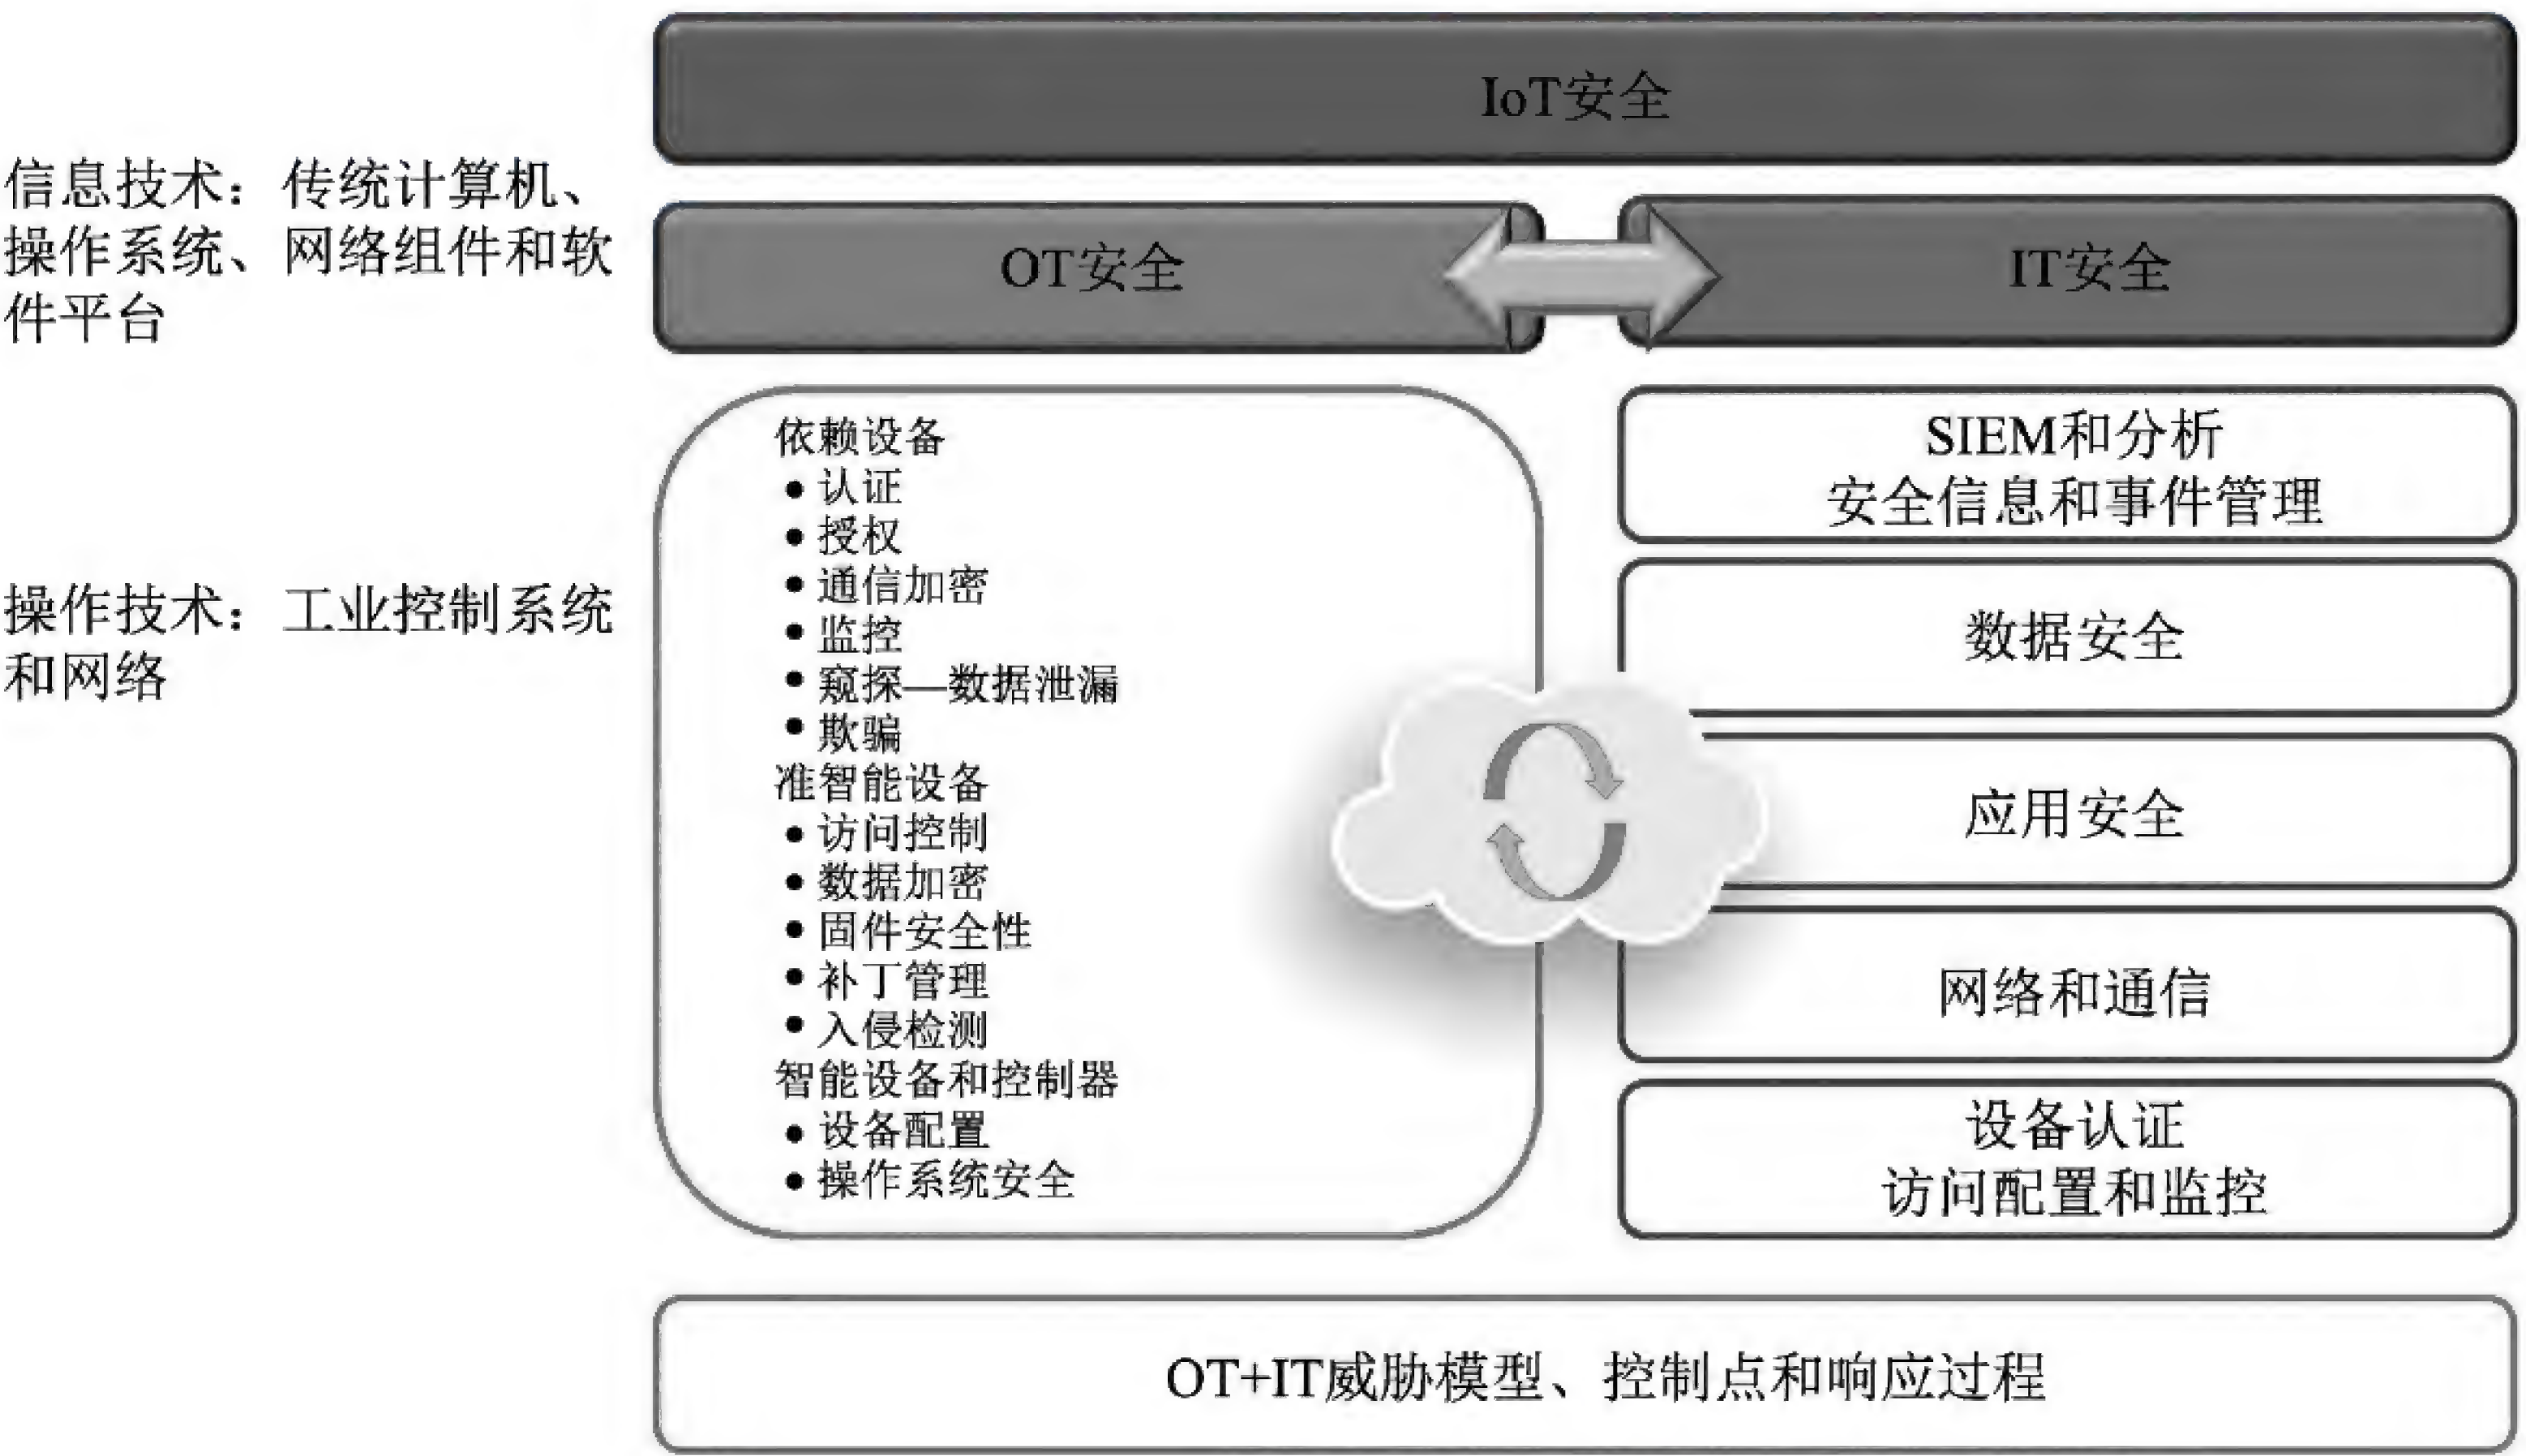 IoT安全
信息技术：传统计算机、
操作系统、网络组件和软
件平台
OT安全
IT安全
操作技术：工业控制系统
和网络
依赖设备
● 认证
● 授权
● 通信加密
● 监控
● 窥探—数据泄漏
● 欺骗
准智能设备
● 访问控制
● 数据加密
● 固件安全性
● 补丁管理
● 入侵检测
智能设备和控制器
● 设备配置
● 操作系统安全
SIEM和分析
安全信息和事件管理
数据安全
应用安全
网络和通信
设备认证
访问配置和监控
OT+IT威胁模型、控制点和响应过程